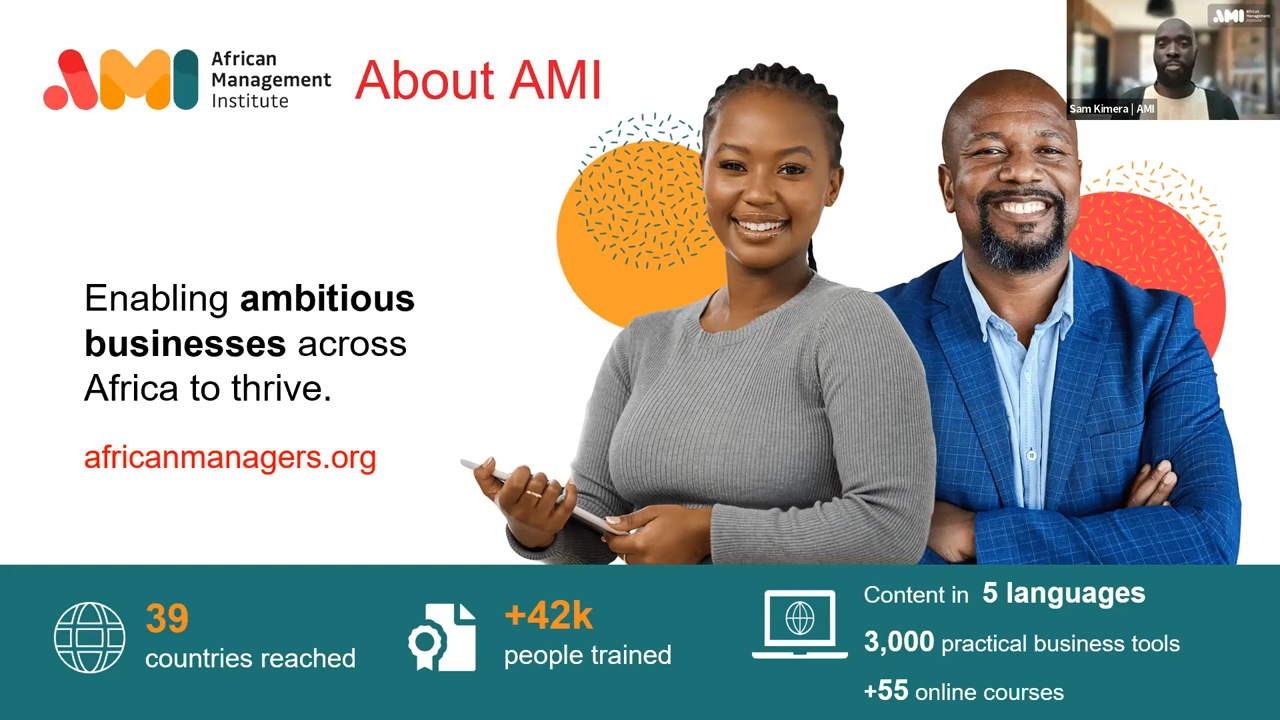 AMI
African
Management
Institute
About AMI
AMI
Sam Kimera | AMI
Enabling ambitious
businesses across
Africa to thrive.
africanmanagers.org
39
countries reached
+42k
people trained
Content in 5 languages
3,000 practical business tools
+55 online courses